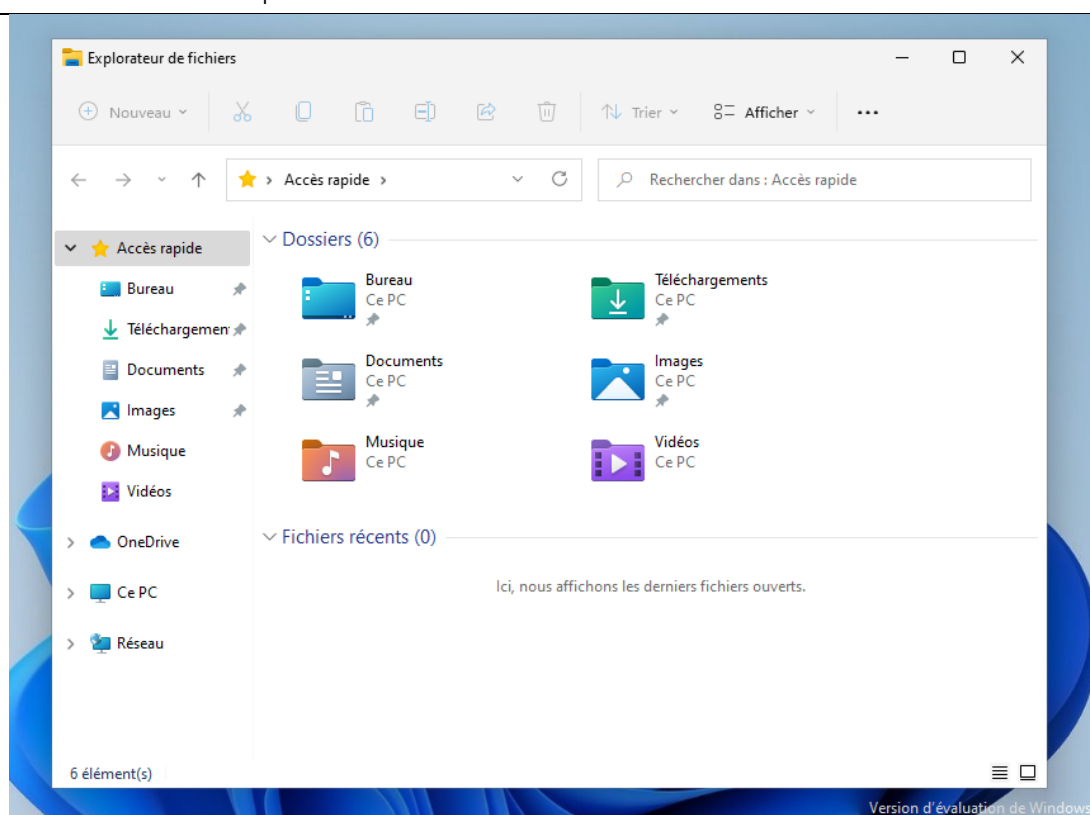 Explorateur de fichiers
Nouveau
Trier
Afficher
Accès rapide
Rechercher dans : Accès rapide
Accès rapide
Bureau
Téléchargemen
Documents
Images
Musique
Vidéos
OneDrive
Ce PC
Réseau
Dossiers (6)
Bureau
Ce PC
Téléchargements
Ce PC
Documents
Ce PC
Images
Ce PC
Musique
Ce PC
Vidéos
Ce PC
Fichiers récents (0)
Ici, nous affichons les derniers fichiers ouverts.
6 élément(s)
Version d'évaluation de Windows